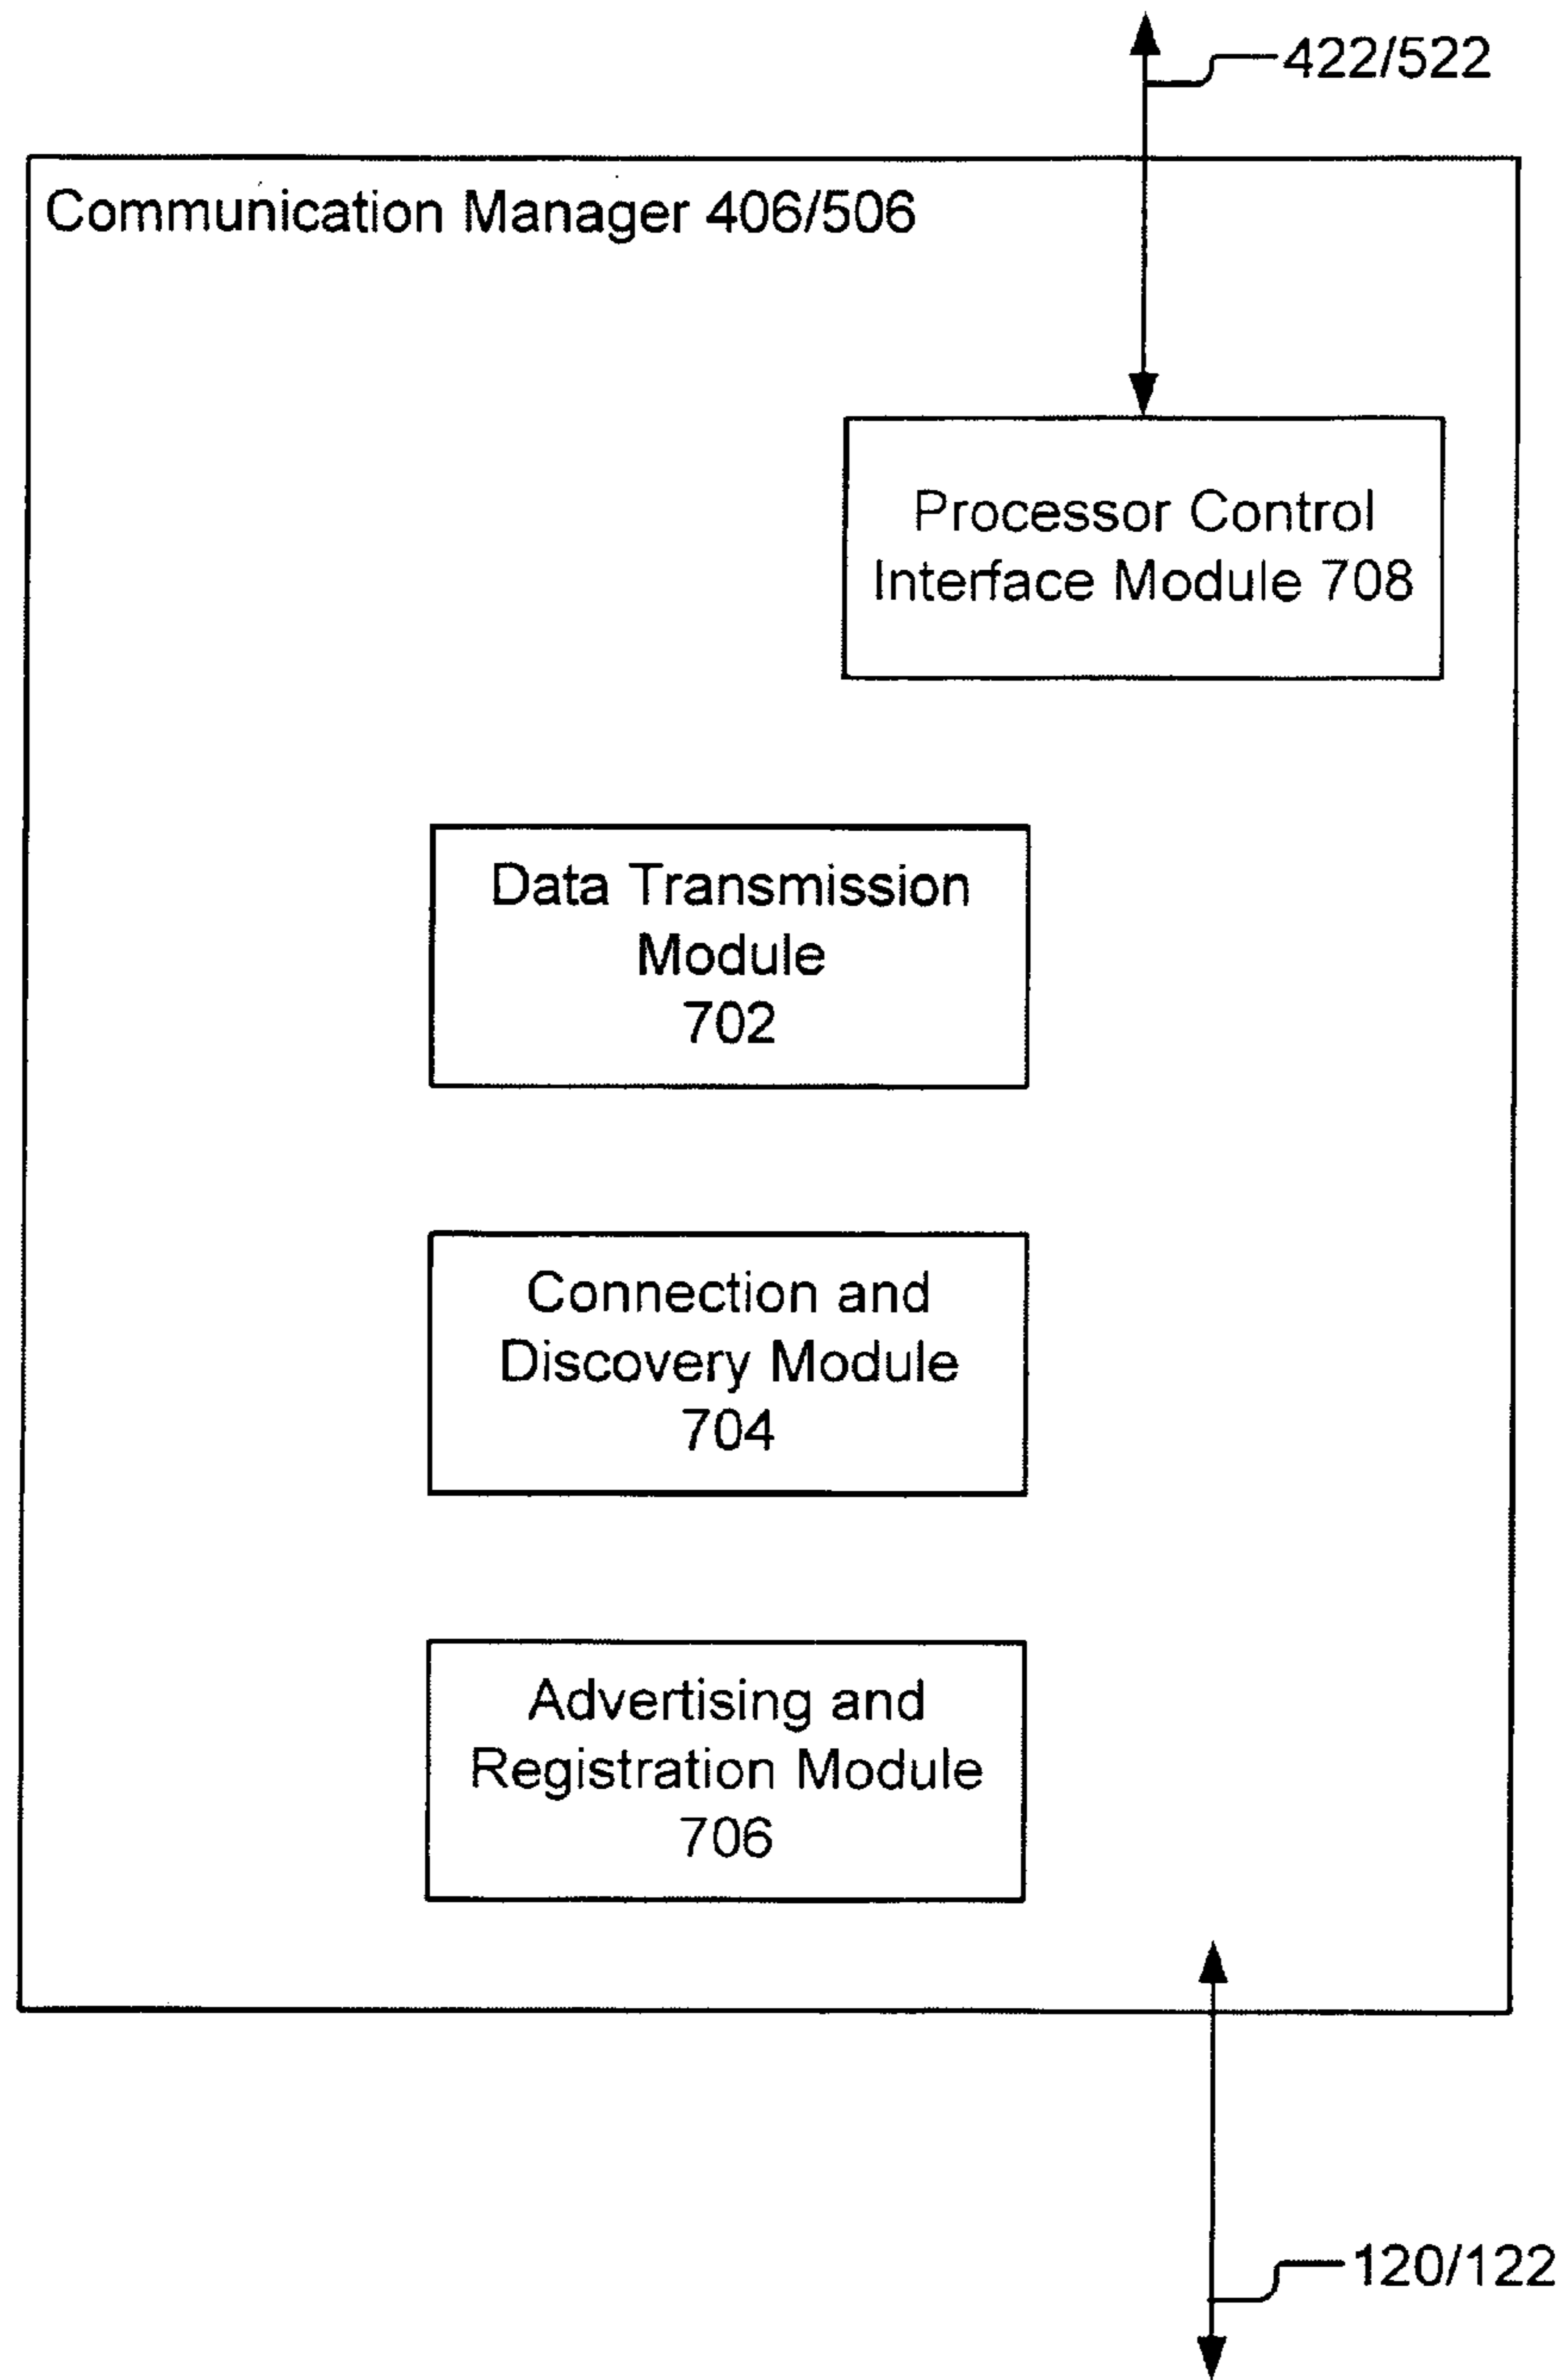 422/522
Communication Manager 406/506
Processor Control
Interface Module 708
Data Transmission
Module
702
Connection and
Discovery Module
704
Advertising and
Registration Module
706
120/122